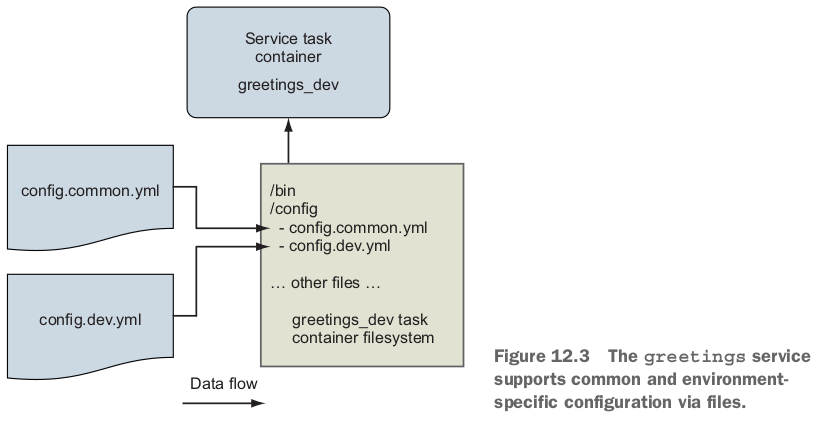 Service task
container
greetings_dev
config.common.yml
config.dev.yml
/bin
/config
- config.common.yml
- config.dev.yml
... other files ...
greetings_dev task
container filesystem
Data flow
Figure 12.3 The greetings service
supports common and environment-
specific configuration via files.